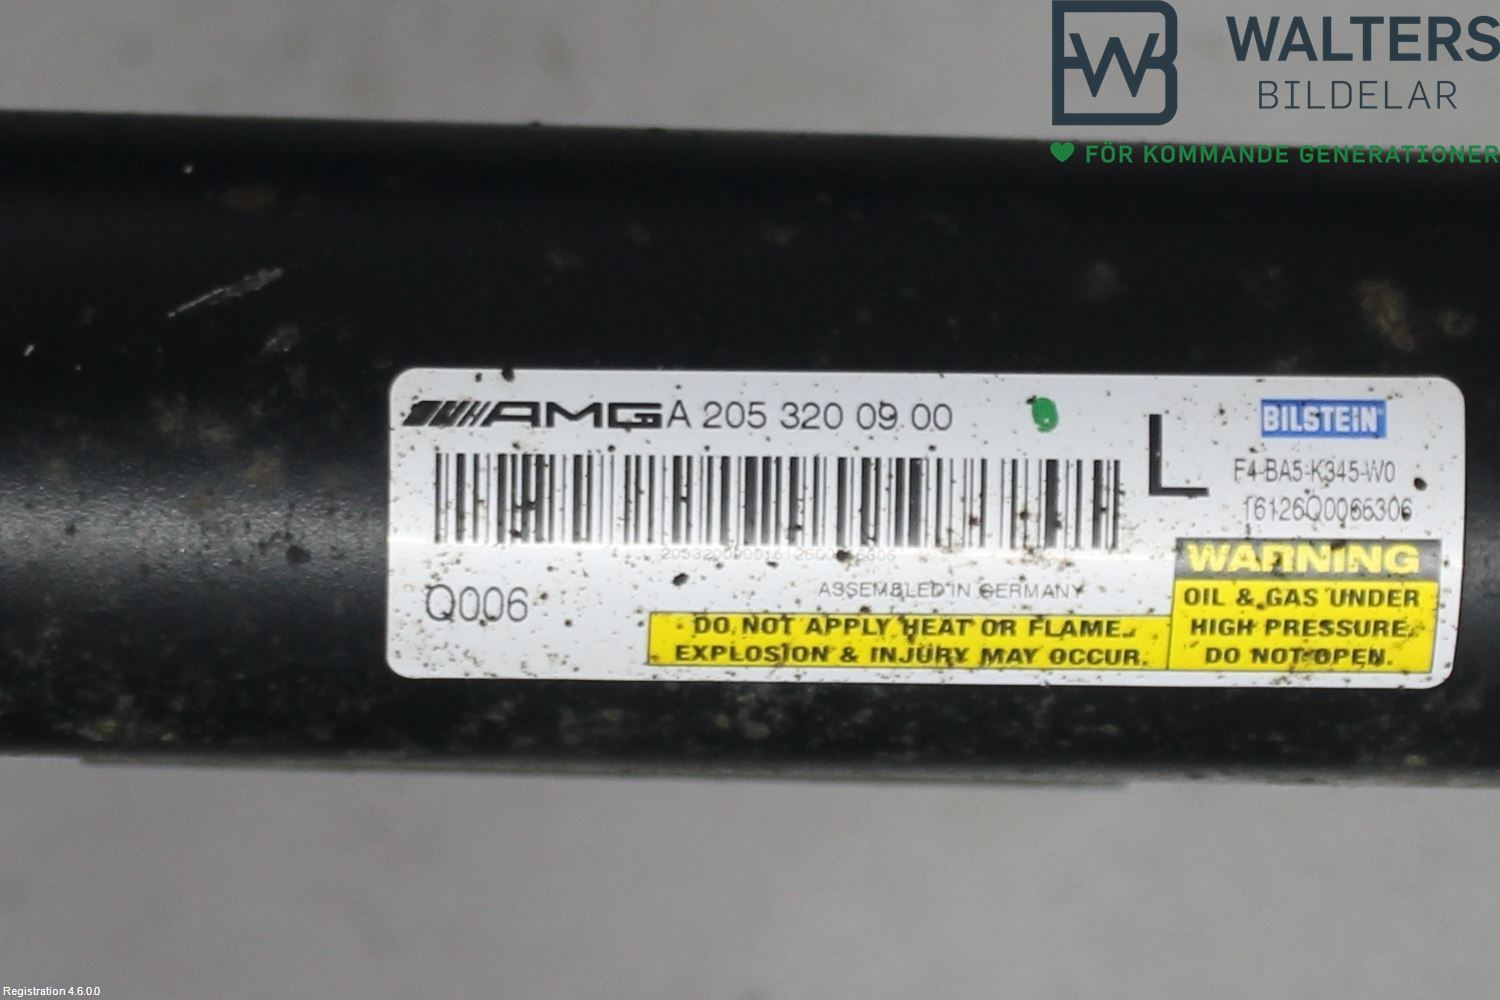 WALTERS
BILDELAR
FÖR KOMMANDE GENERATIONER
AMG A 205 320 09 00
L
BILSTEIN
F4-BA5-K345-W0
16126Q0066306
Q006
ASSEMBLED IN GERMANY
DO NOT APPLY HEAT OR FLAME.
EXPLOSION & INJURY MAY OCCUR.
WARNING
OIL & GAS UNDER
HIGH PRESSURE.
DO NOT OPEN.
Registration 4.6.0.0